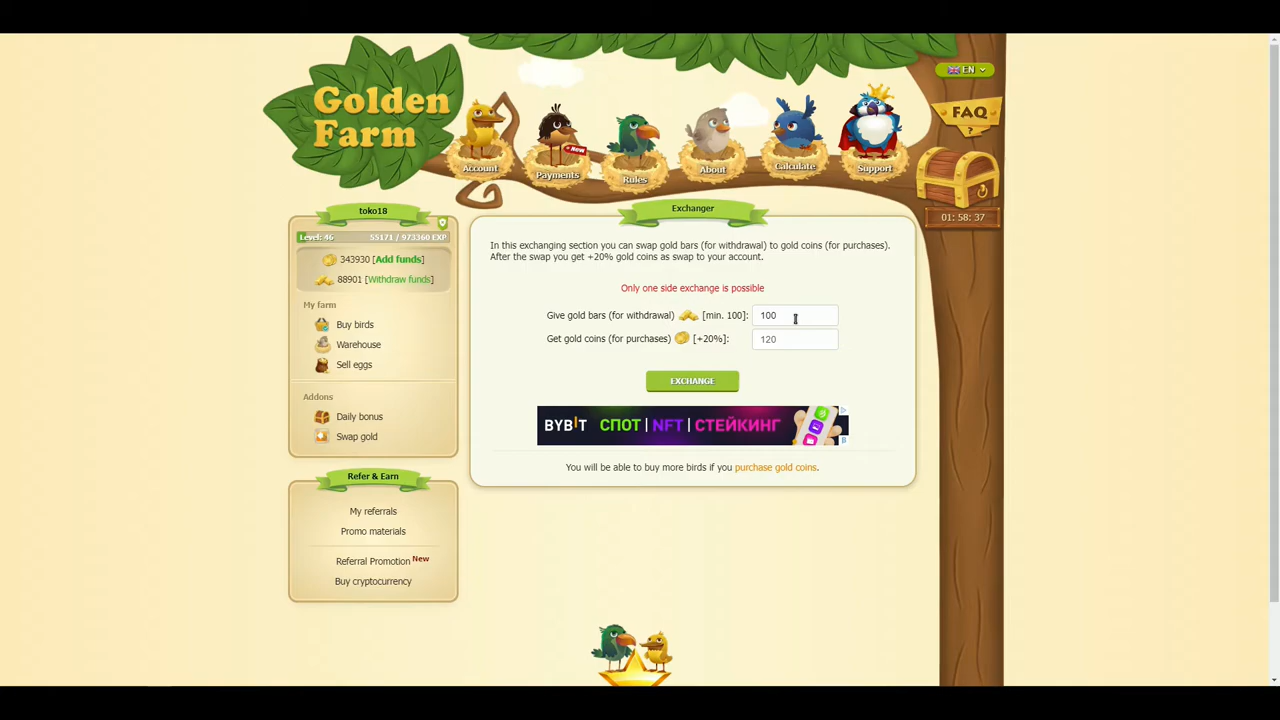 Golden
Farm
Account
Payments
New
Rules
About
Calculate
Support
EN
FAQ
?
01: 58: 37
toko18
Level: 46
55171 / 973360 EXP
343930 [Add funds]
88901 [Withdraw funds]
My farm
Buy birds
Warehouse
Sell eggs
Addons
Daily bonus
Swap gold
Refer & Earn
My referrals
Promo materials
Referral Promotion New
Buy cryptocurrency
Exchanger
In this exchanging section you can swap gold bars (for withdrawal) to gold coins (for purchases).
After the swap you get +20% gold coins as swap to your account.
Only one side exchange is possible
Give gold bars (for withdrawal) [min. 100]: 100
Get gold coins (for purchases) [+20%]: 120
EXCHANGE
BYBIT СПОТ | NFT | СТЕЙКИНГ
You will be able to buy more birds if you purchase gold coins.